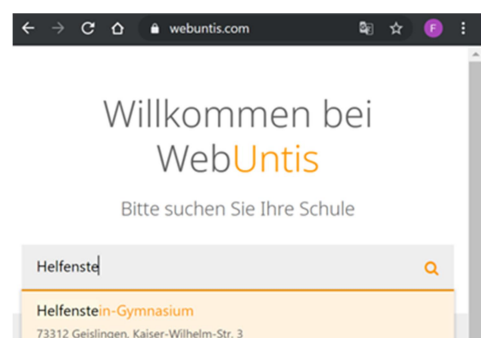 webuntis.com
F
Willkommen bei
WebUntis
Bitte suchen Sie Ihre Schule
Helfenste
Helfenstein-Gymnasium
73312 Geislingen, Kaiser-Wilhelm-Str. 3